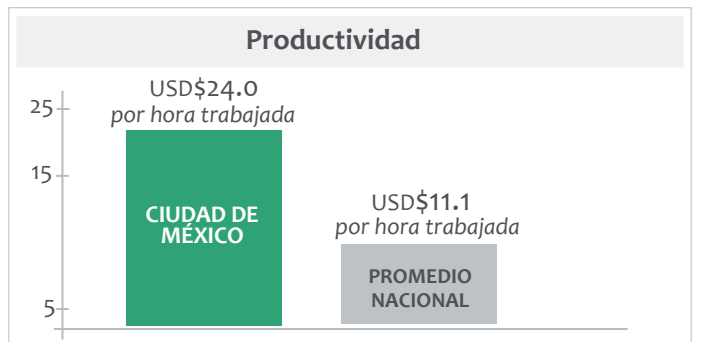 Productividad
USD$24.0
por hora trabajada
25
15
CIUDAD DE
MÉXICO
USD$11.1
por hora trabajada
PROMEDIO
NACIONAL
5